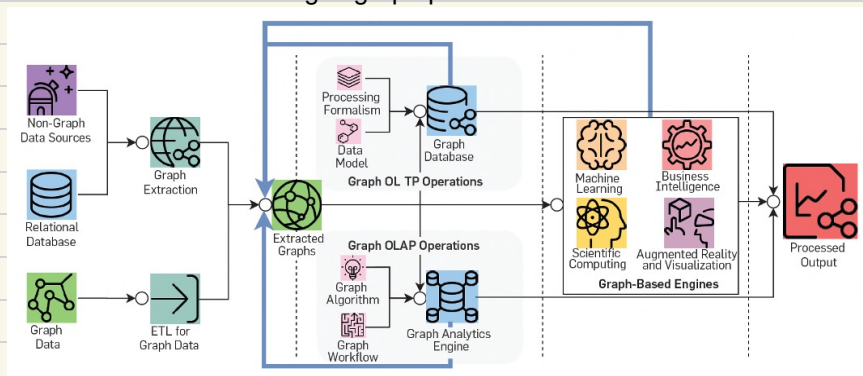 Non-Graph
Data Sources
Relational
Database
Graph
Data
Graph
Extraction
ETL for
Graph Data
Extracted
Graphs
Processing
Formalism
Data
Model
Graph
Database
Graph OL TP Operations
Graph OLAP Operations
Graph
Algorithm
Graph
Workflow
Graph Analytics
Engine
Machine
Learning
Business
Intelligence
Scientific
Computing
Augmented Reality
and Visualization
Graph-Based Engines
Processed
Output